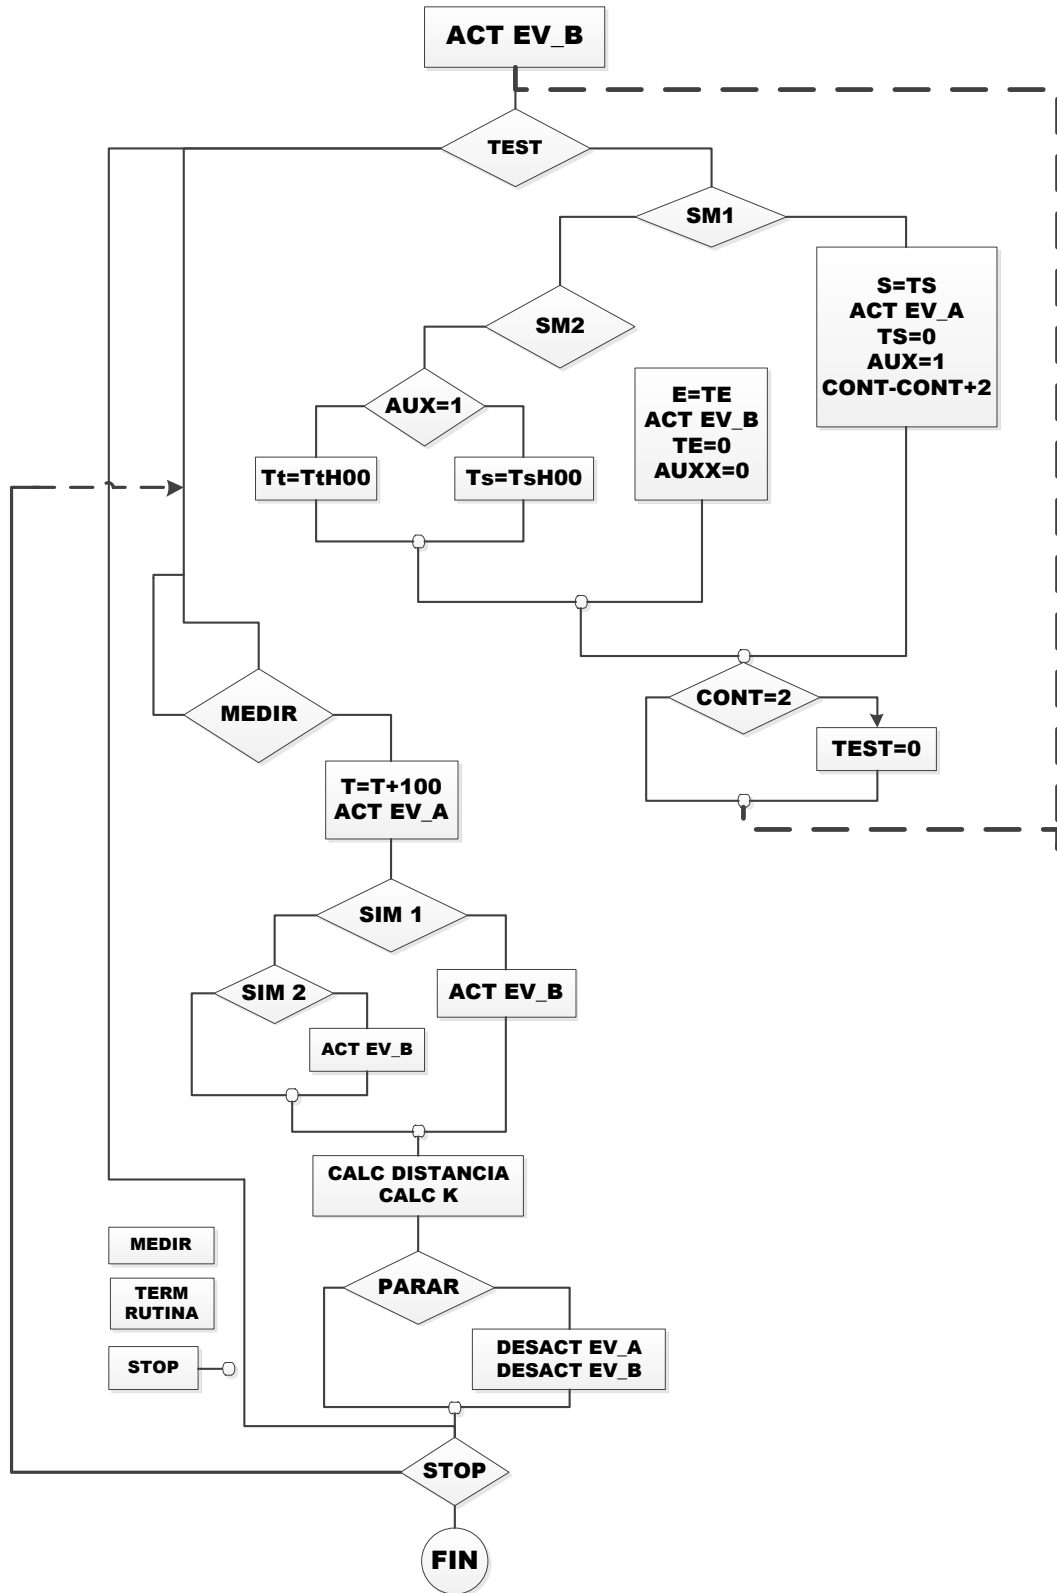 ACT EV_B
TEST
SM1
SM2
S=TS
ACT EV_A
TS=0
AUX=1
CONT-CONT+2
AUX=1
E=TE
ACT EV_B
TE=0
AUXX=0
Tt=TtH00
Ts=TsH00
CONT=2
TEST=0
MEDIR
T=T+100
ACT EV_A
SIM 1
SIM 2
ACT EV_B
ACT EV_B
CALC DISTANCIA
CALC K
MEDIR
TERM
RUTINA
STOP
PARAR
DESACT EV_A
DESACT EV_B
STOP
FIN